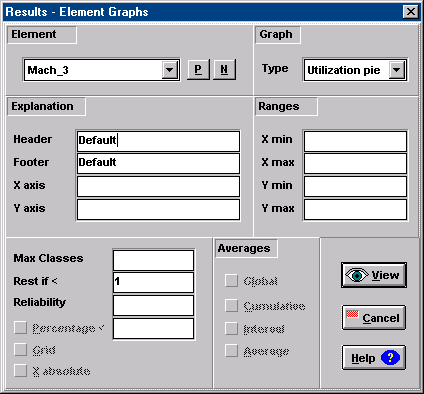 Results - Element Graphs
Element
Graph
Mach_3
P
N
Type
Utilization pie
Explanation
Ranges
Header
Default
X min
Footer
Default
X max
X axis
Y min
Y axis
Y max
Max Classes
Rest if <
1
Reliability
Percentage <
Grid
X absolute
Averages
Global
Cumulative
Interval
Average
View
Cancel
Help
?